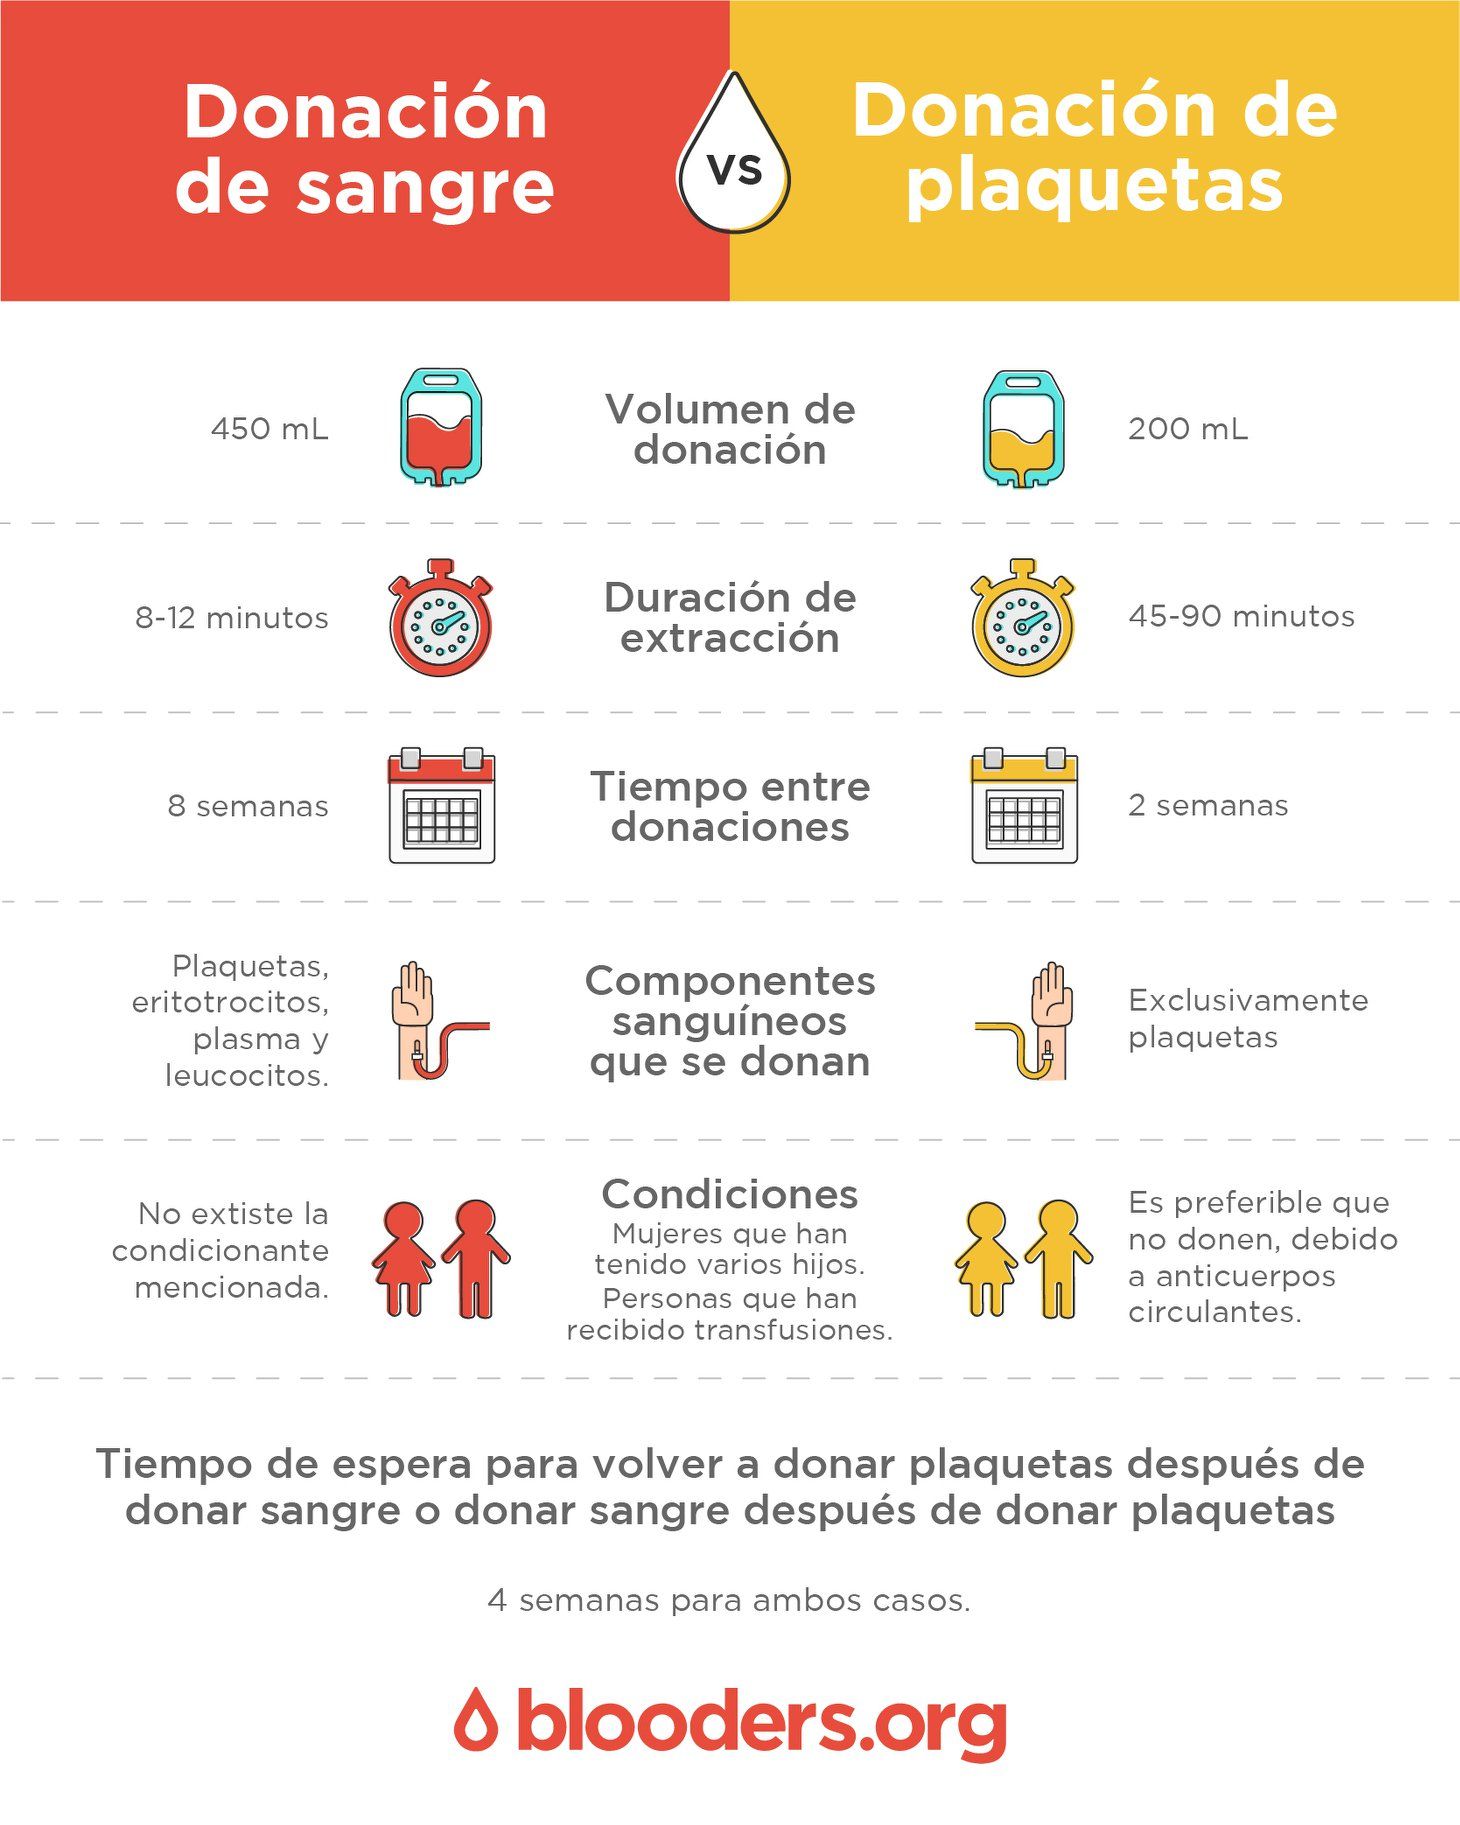 Donación
de sangre
VS
Donación de
plaquetas
450 mL
Volumen de
donación
200 mL
8-12 minutos
Duración de
extracción
45-90 minutos
8 semanas
Tiempo entre
donaciones
2 semanas
Plaquetas,
eritotrocitos,
plasma y
leucocitos.
Componentes
sanguíneos
que se donan
Exclusivamente
plaquetas
No extiste la
condicionante
mencionada.
Condiciones
Mujeres que han
tenido varios hijos.
Personas que han
recibido transfusiones.
Es preferible que
no donen, debido
a anticuerpos
circulantes.
Tiempo de espera para volver a donar plaquetas después de
donar sangre o donar sangre después de donar plaquetas
4 semanas para ambos casos.
blooders.org